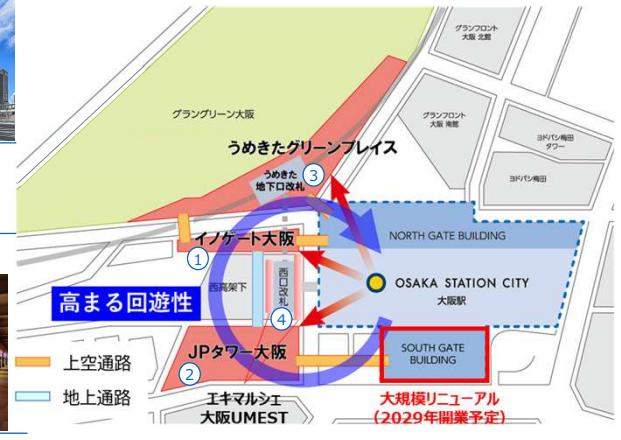 グランフロント
大阪 北館
グラングリーン大阪
グランフロント
大阪 南館
ヨドバシ梅田
タワー
うめきたグリーンプレイス
うめきた
地下口改札
③
ヨドバシ梅田
イノゲート大阪
①
NORTH GATE BUILDING
西高架下
西口改札
④
OSAKA STATION CITY
大阪駅
高まる回遊性
JPタワー大阪
②
SOUTH GATE
BUILDING
上空通路
地上通路
エキマルシェ
大阪UMEST
大規模リニューアル
(2029年開業予定)